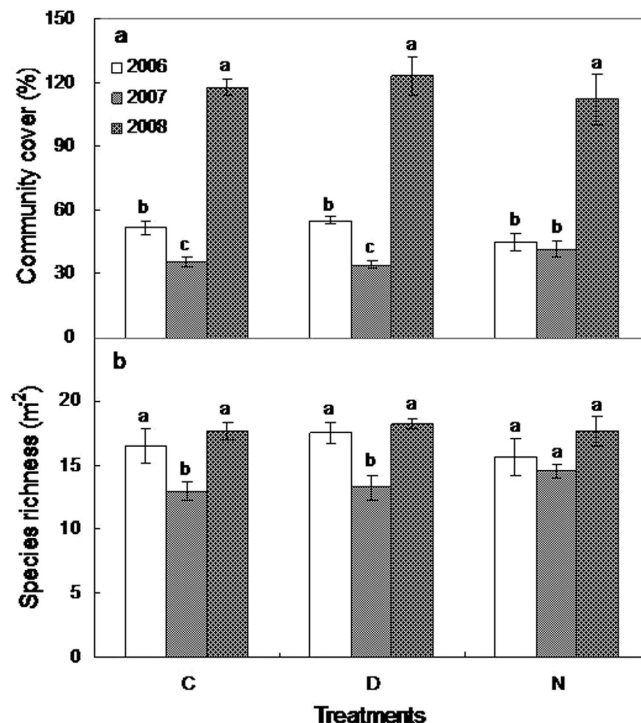 150
a
2006
2007
2008
a
a
a
120
90
60
30
0
Community cover (%)
b
c
b
c
b
b
b
20
15
10
5
0
Species richness (m⁻²)
a
b
a
a
b
a
a
a
a
C
D
N
Treatments